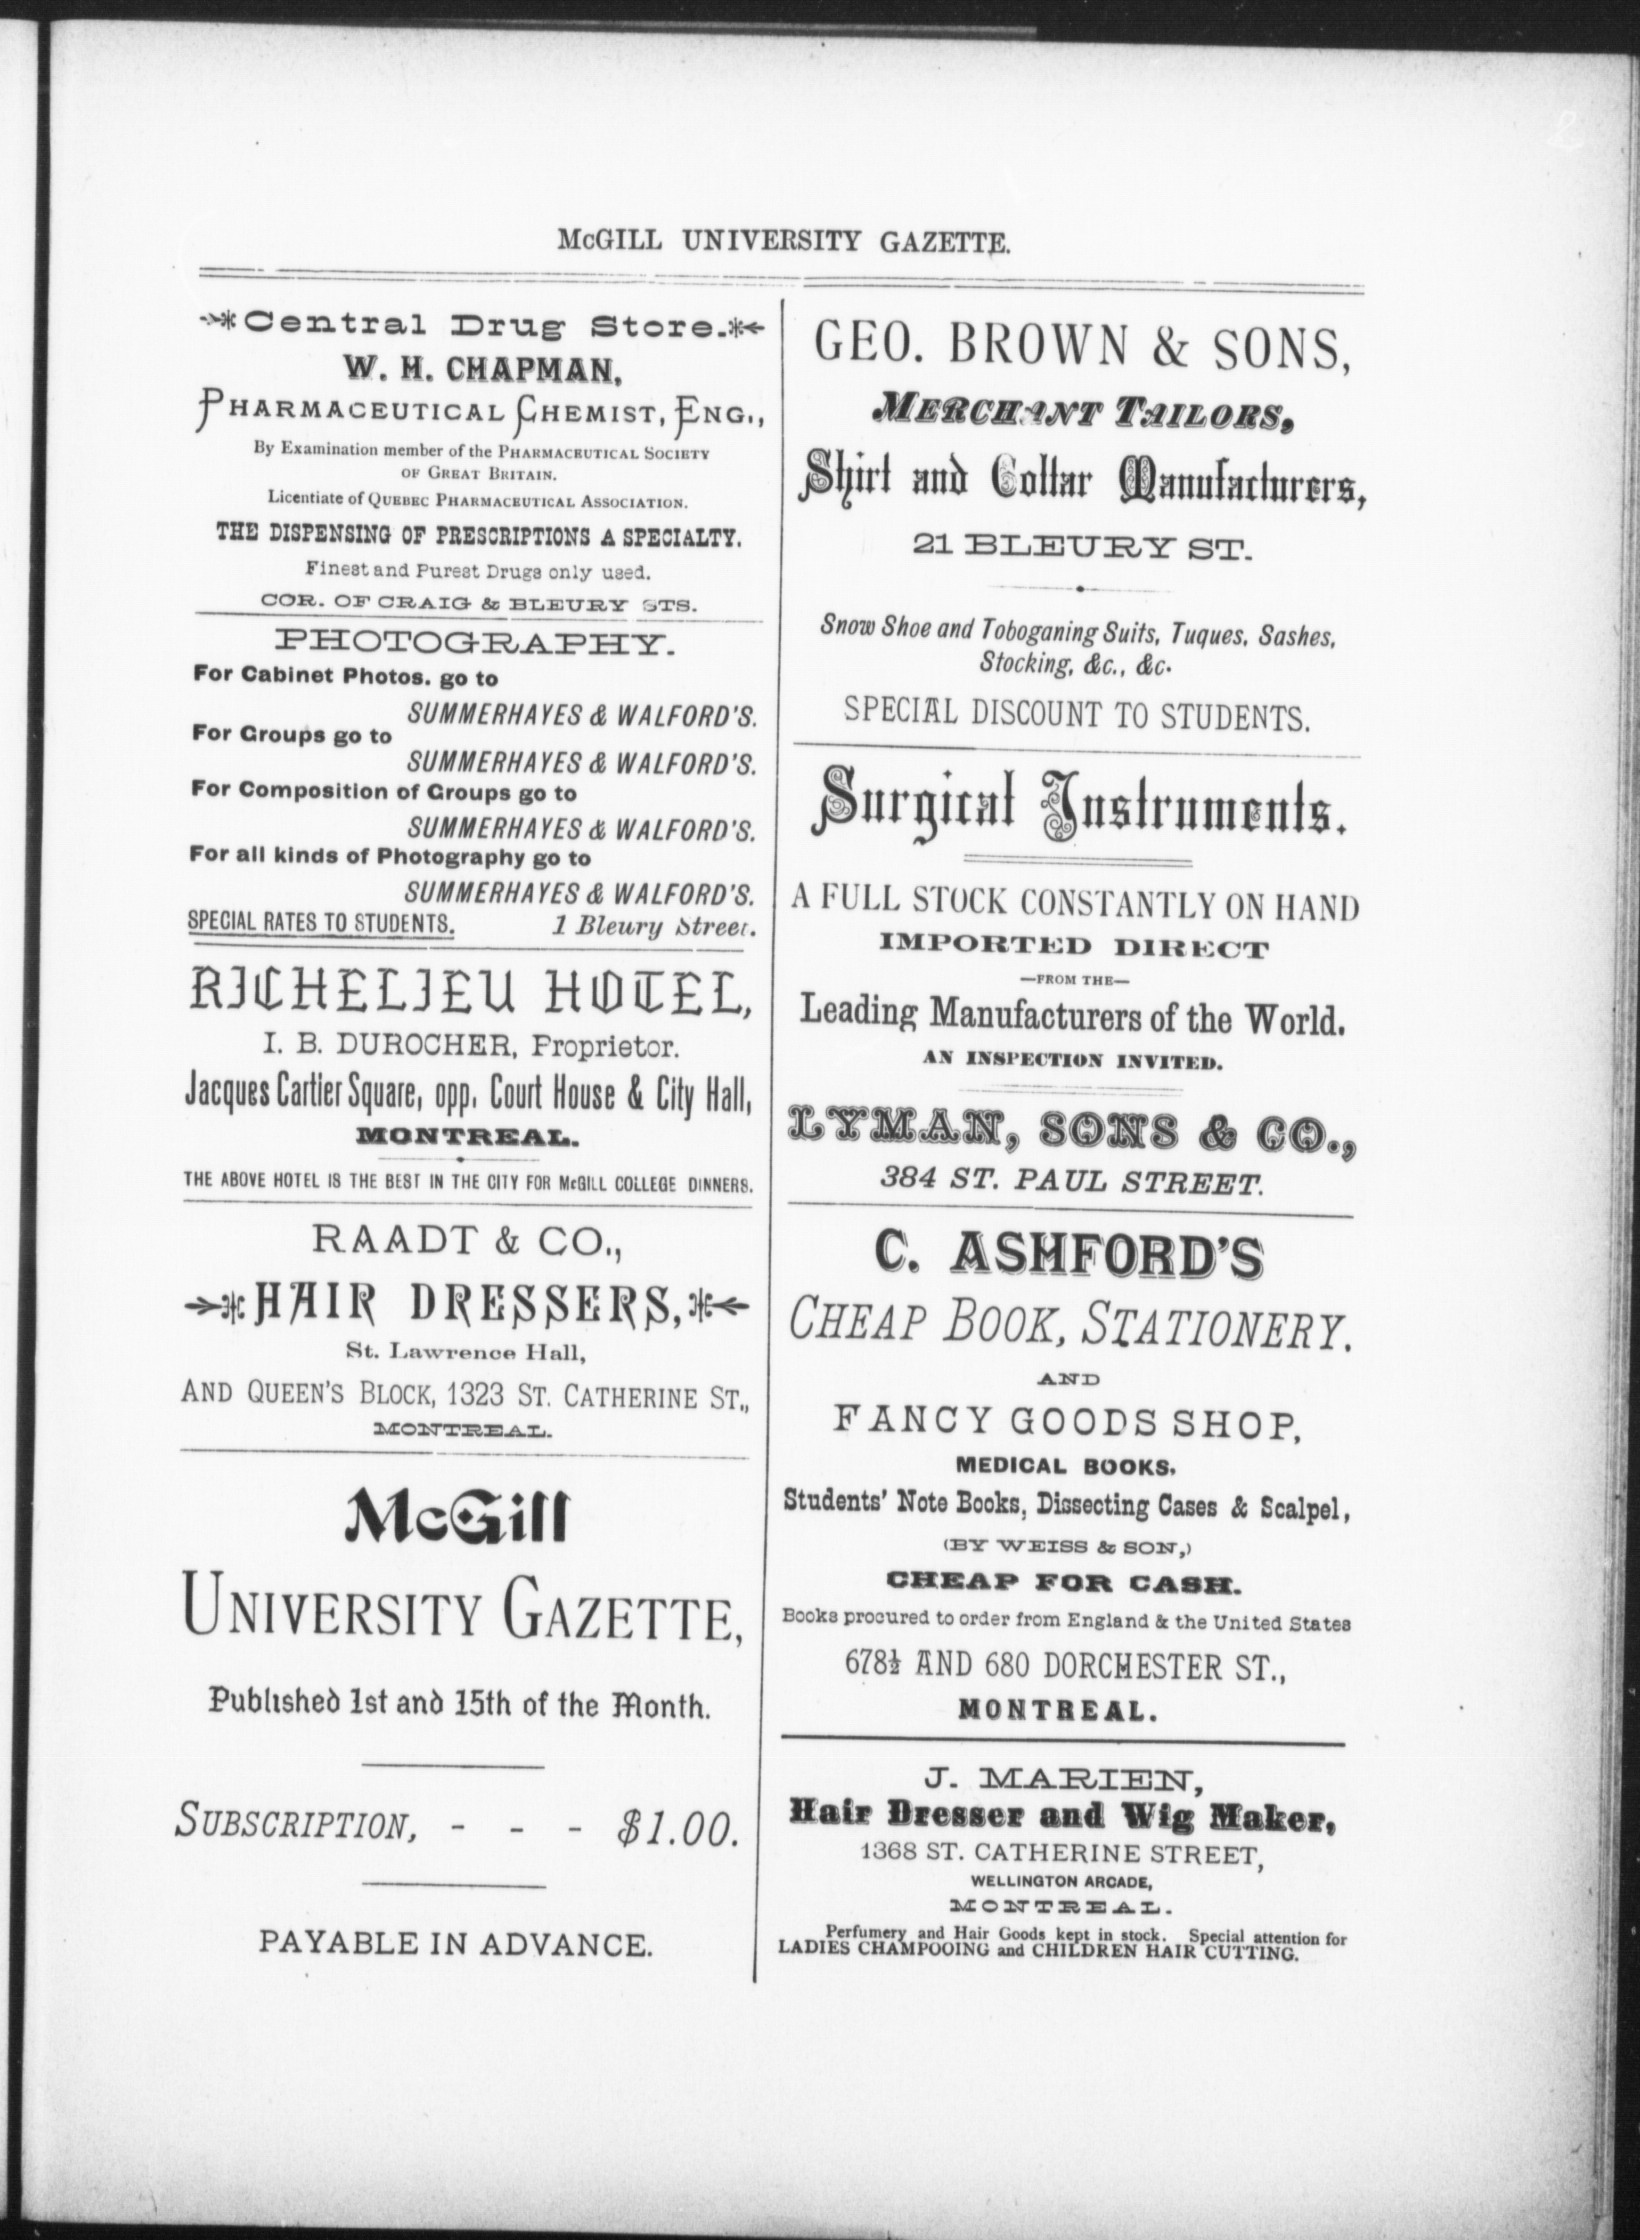 McGILL UNIVERSITY GAZETTE.
Central Drug Store.
W. H. CHAPMAN,
PHARMACEUTICAL CHEMIST, ENG.,
By Examination member of the PHARMACEUTICAL SOCIETY
OF GREAT BRITAIN.
Licentiate of QUEBEC PHARMACEUTICAL ASSOCIATION.
THE DISPENSING OF PRESCRIPTIONS A SPECIALTY.
Finest and Purest Drugs only used.
COR. OF CRAIG & BLEURY STS.
PHOTOGRAPHY.
For Cabinet Photos. go to
SUMMERHAYES & WALFORD'S.
For Groups go to
SUMMERHAYES & WALFORD'S.
For Composition of Groups go to
SUMMERHAYES & WALFORD'S.
For all kinds of Photography go to
SUMMERHAYES & WALFORD'S.
SPECIAL RATES TO STUDENTS. 1 Bleury Street.
RICHELIEU HOTEL,
I. B. DUROCHER, Proprietor.
Jacques Cartier Square, opp. Court House & City Hall,
MONTREAL.
THE ABOVE HOTEL IS THE BEST IN THE CITY FOR McGILL COLLEGE DINNERS.
RAADT & CO.,
HAIR DRESSERS,
St. Lawrence Hall,
AND QUEEN'S BLOCK, 1323 ST. CATHERINE ST.,
MONTREAL.
McGill
UNIVERSITY GAZETTE,
Published 1st and 15th of the Month.
SUBSCRIPTION, - - - $1.00.
PAYABLE IN ADVANCE.
GEO. BROWN & SONS,
MERCHANT TAILORS,
Shirt and Collar Manufacturers,
21 BLEURY ST.
Snow Shoe and Toboganing Suits, Tuques, Sashes,
Stocking, &c., &c.
SPECIAL DISCOUNT TO STUDENTS.
Surgical Instruments.
A FULL STOCK CONSTANTLY ON HAND
IMPORTED DIRECT
—FROM THE—
Leading Manufacturers of the World.
AN INSPECTION INVITED.
LYMAN, SONS & CO.,
384 ST. PAUL STREET.
C. ASHFORD'S
CHEAP BOOK, STATIONERY.
AND
FANCY GOODS SHOP,
MEDICAL BOOKS.
Students' Note Books, Dissecting Cases & Scalpel,
(BY WEISS & SON,)
CHEAP FOR CASH.
Books procured to order from England & the United States
678½ AND 680 DORCHESTER ST.,
MONTREAL.
J. MARIEN,
Hair Dresser and Wig Maker,
1368 ST. CATHERINE STREET,
WELLINGTON ARCADE,
MONTREAL.
Perfumery and Hair Goods kept in stock. Special attention for
LADIES CHAMPOOING and CHILDREN HAIR CUTTING.